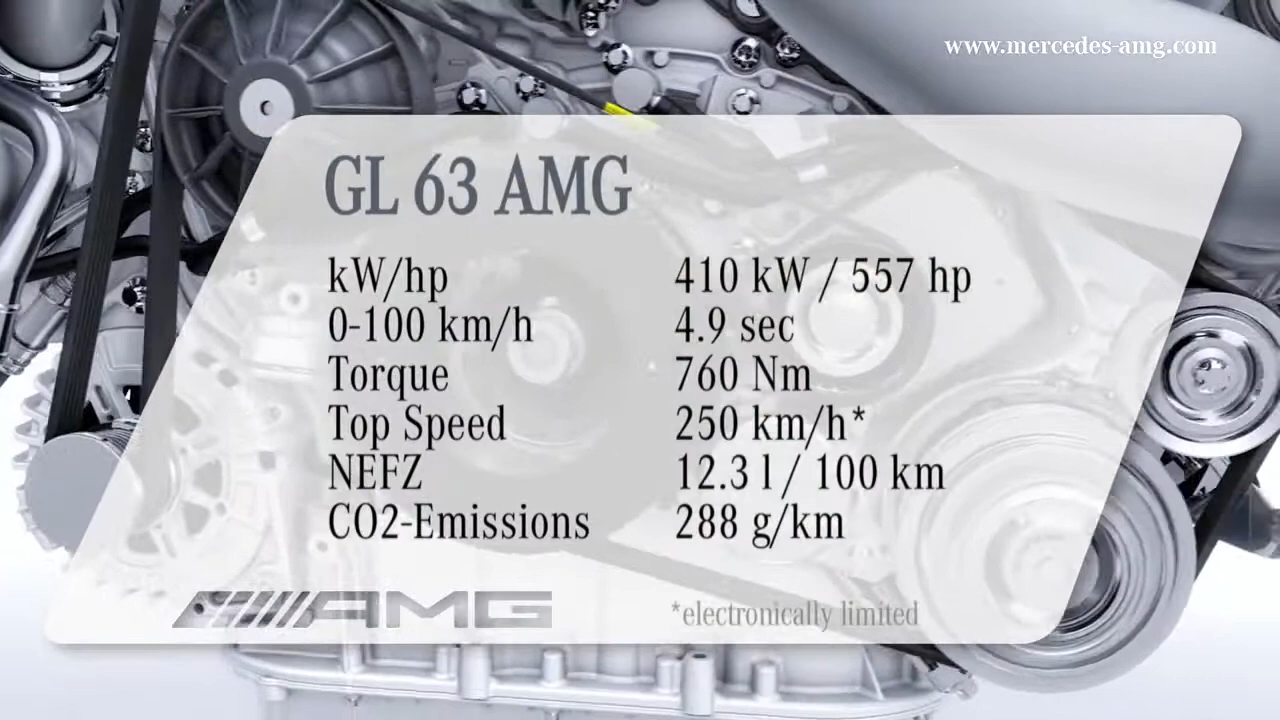 www.mercedes-amg.com
GL 63 AMG
kW/hp 410 kW / 557 hp
0-100 km/h 4.9 sec
Torque 760 Nm
Top Speed 250 km/h*
NEFZ 12.3 l / 100 km
CO2-Emissions 288 g/km
AMG *electronically limited